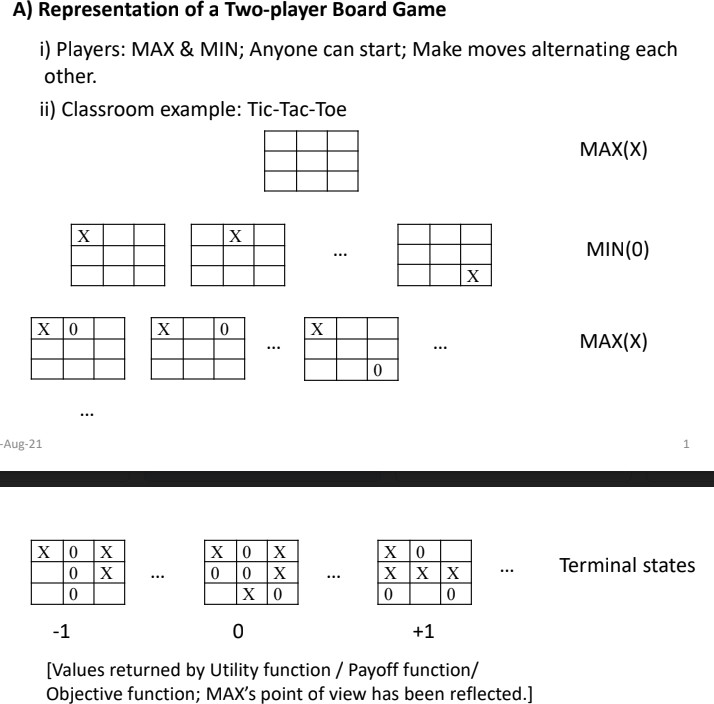 A) Representation of a Two-player Board Game
i) Players: MAX & MIN; Anyone can start; Make moves alternating each
other.
ii) Classroom example: Tic-Tac-Toe
MAX(X)
X X ... X MIN(0)
X 0 X 0 ... X 0 ... MAX(X)
...
-Aug-21 1
X 0 X X 0 X X 0
0 X ... 0 0 X ... X X X ... Terminal states
0 X 0 0 0
-1 0 +1
[Values returned by Utility function / Payoff function/
Objective function; MAX's point of view has been reflected.]